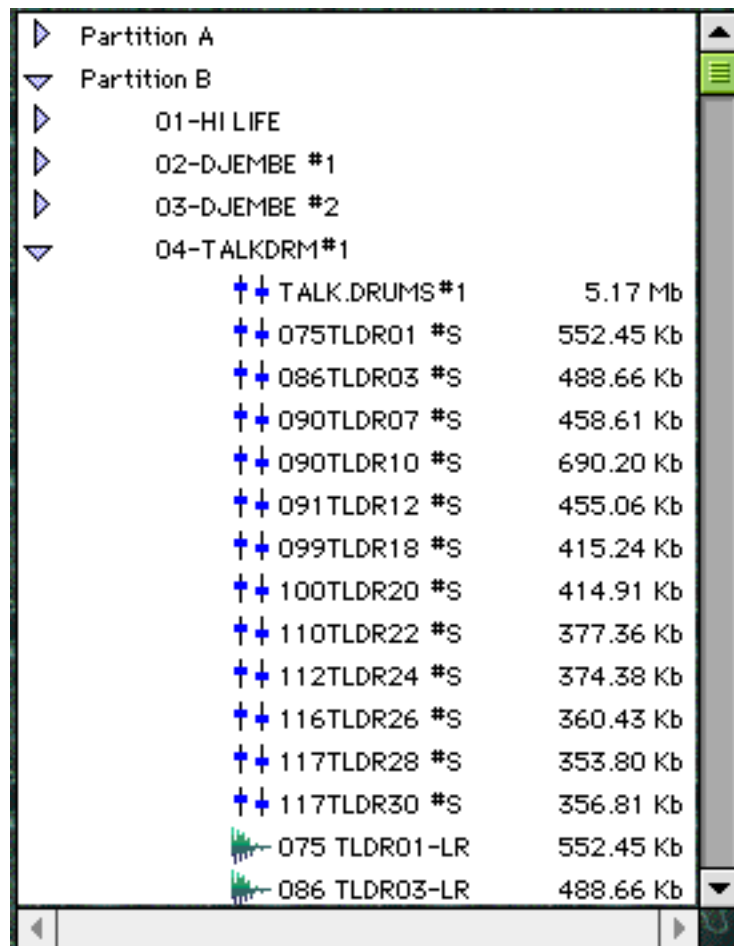 Partition A
Partition B
01-HI LIFE
02-DJEMBE #1
03-DJEMBE #2
04-TALKDRM#1
TALK.DRUMS#1 5.17 Mb
075TLDR01 #S 552.45 Kb
086TLDR03 #S 488.66 Kb
090TLDR07 #S 458.61 Kb
090TLDR10 #S 690.20 Kb
091TLDR12 #S 455.06 Kb
099TLDR18 #S 415.24 Kb
100TLDR20 #S 414.91 Kb
110TLDR22 #S 377.36 Kb
112TLDR24 #S 374.38 Kb
116TLDR26 #S 360.43 Kb
117TLDR28 #S 353.80 Kb
117TLDR30 #S 356.81 Kb
075 TLDR01-LR 552.45 Kb
086 TLDR03-LR 488.66 Kb